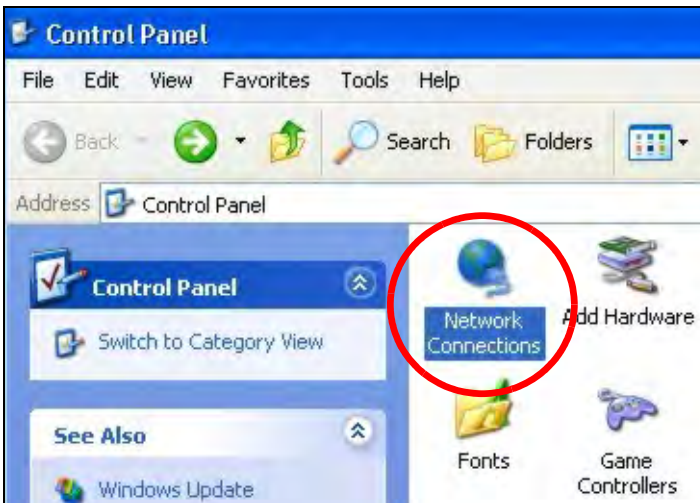 Control Panel
File Edit View Favorites Tools Help
Back Search Folders
Address Control Panel
Control Panel
Switch to Category View
See Also
Windows Update
Network
Connections
Add Hardware
Fonts
Game
Controllers